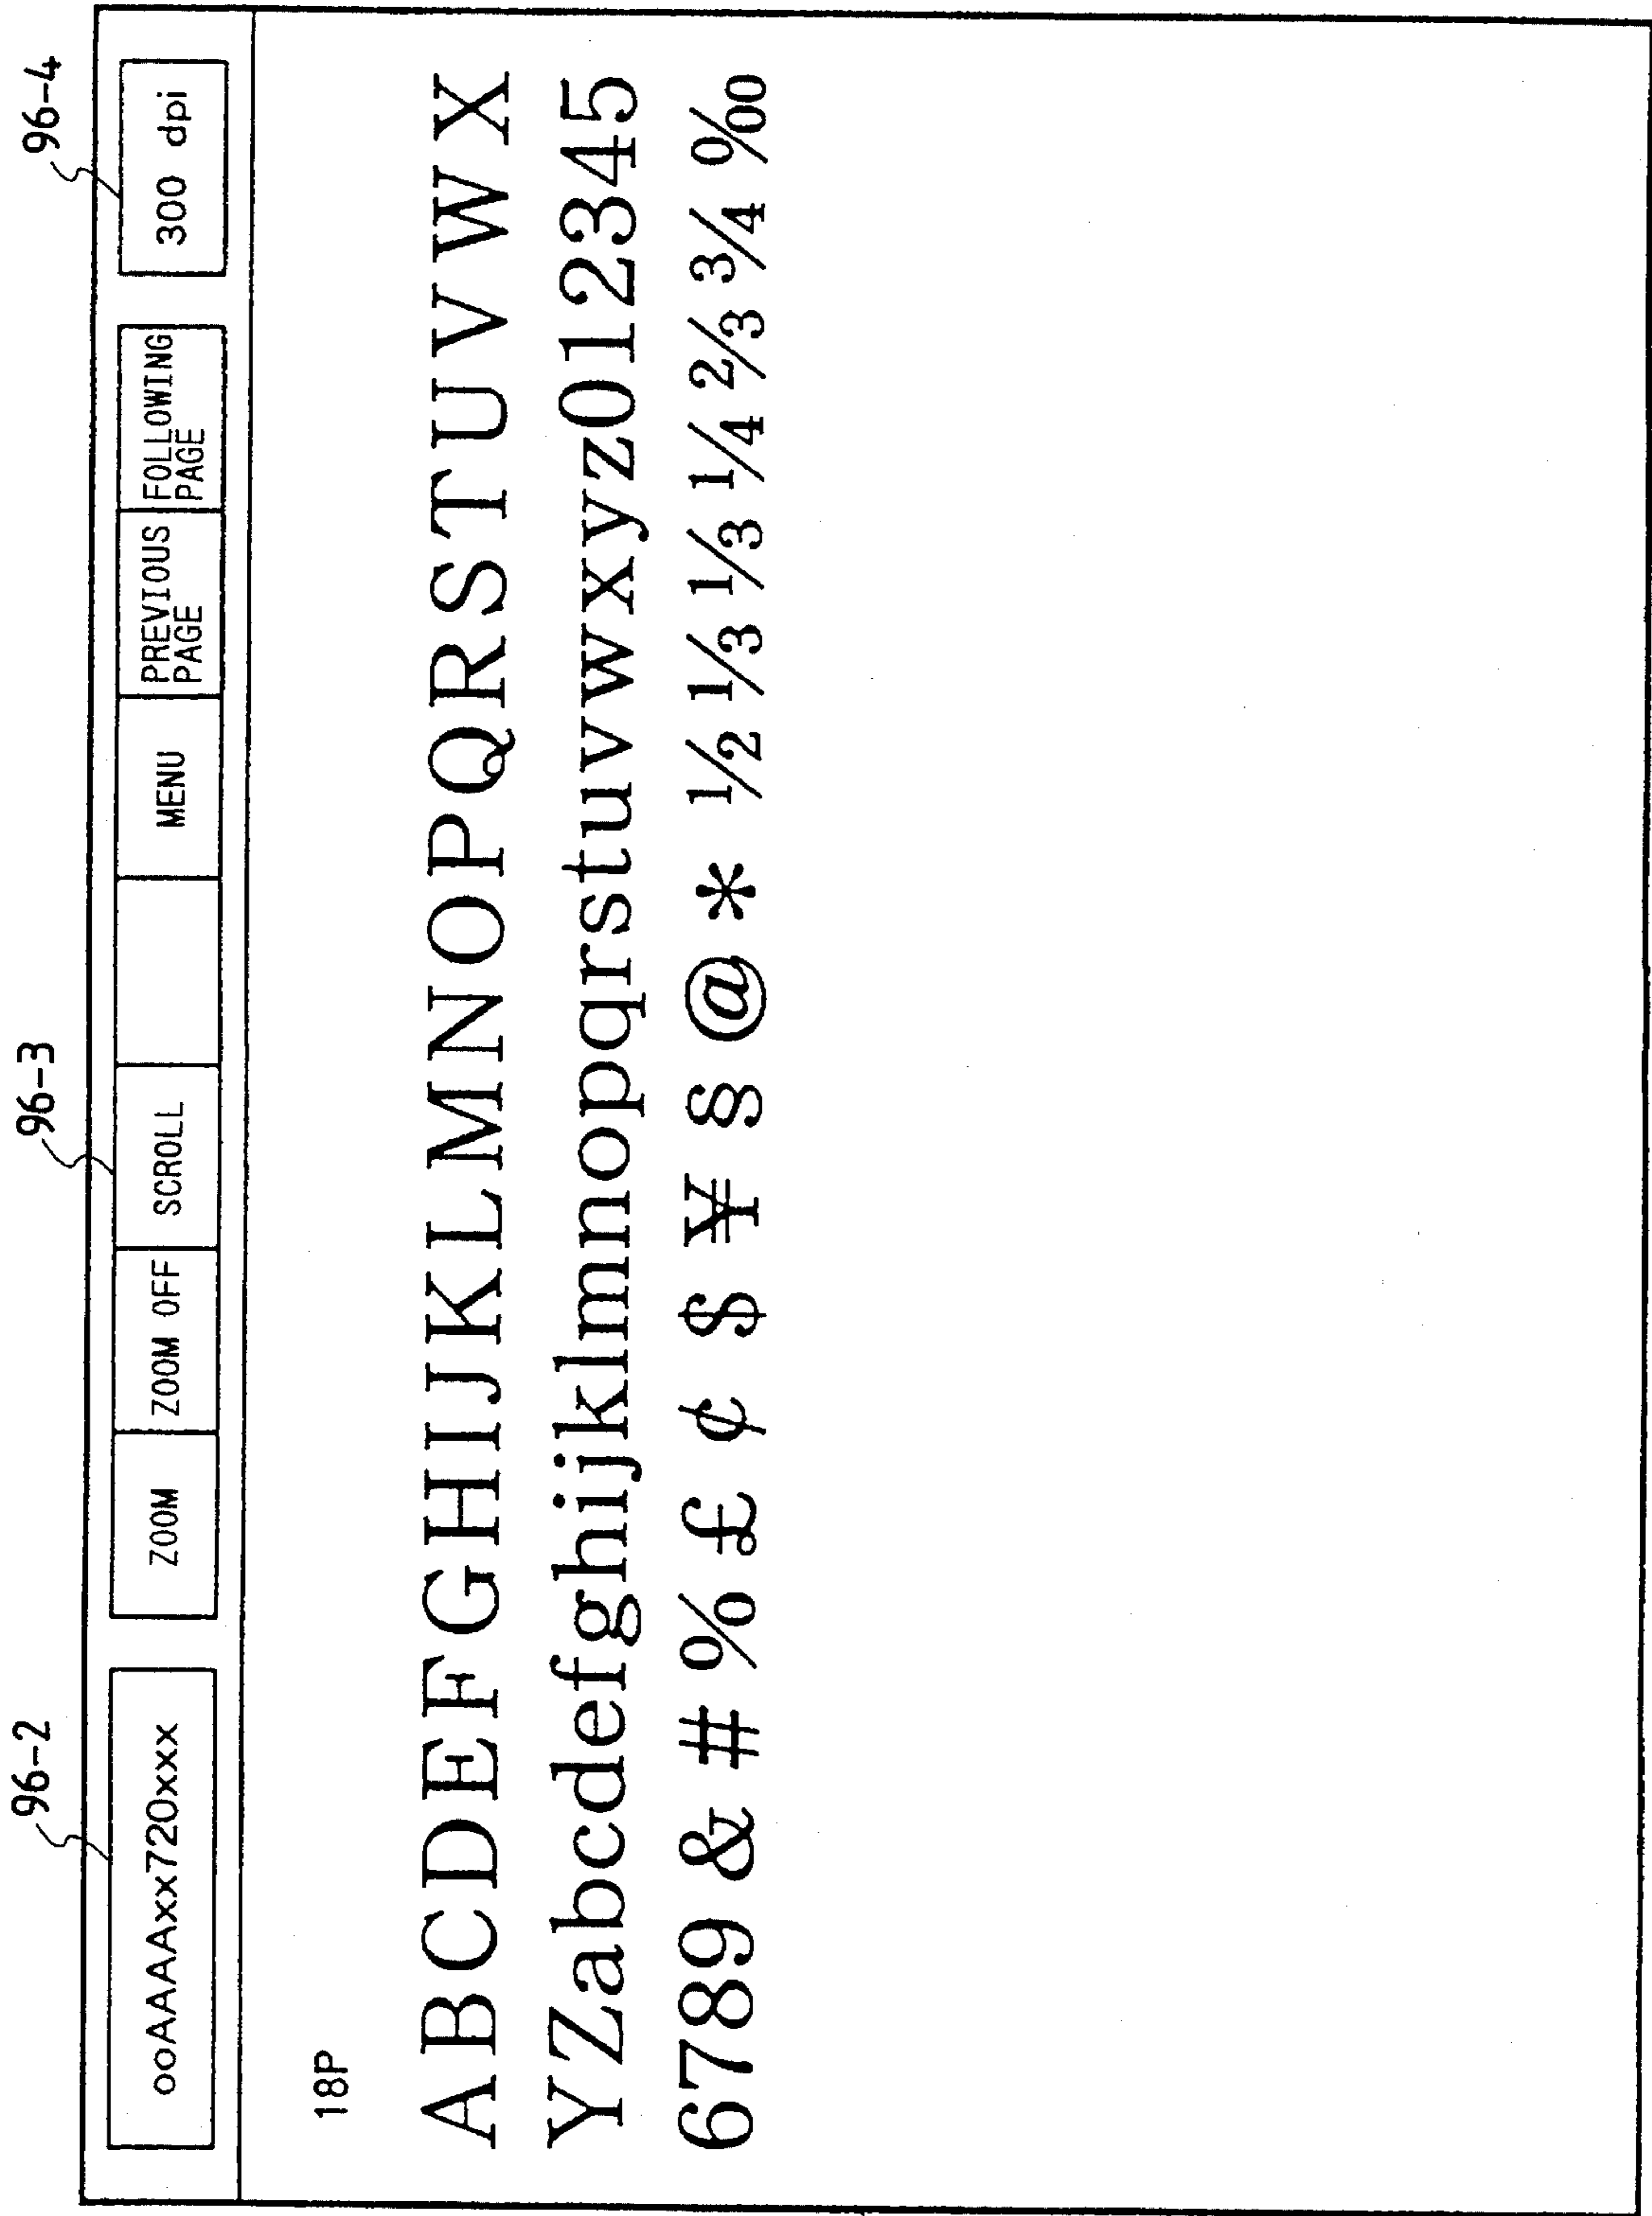 96-2 96-3 96-4
ooAAAAxx720xxx ZOOM ZOOM OFF SCROLL MENU PREVIOUS PAGE FOLLOWING PAGE 300 dpi
18P
ABCDEFGHIJKLMNOPQRSTUVWX
YZabcdefghijklmnopqrstuvwxyz012345
6789 & # % £ ¢ $ ¥ § @ * ½ ⅓ ⅓ ¼ ⅔ ¾ ‰